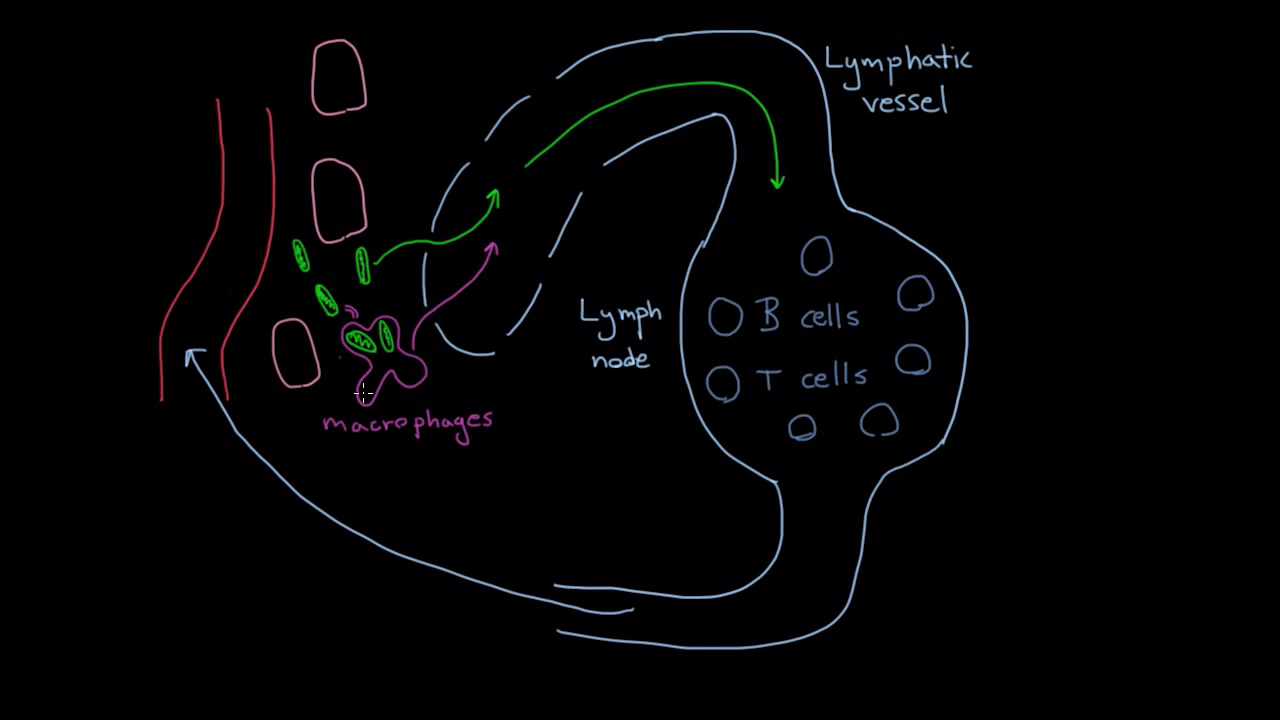 Lymphatic
vessel
Lymph
node
B cells
T cells
macrophages